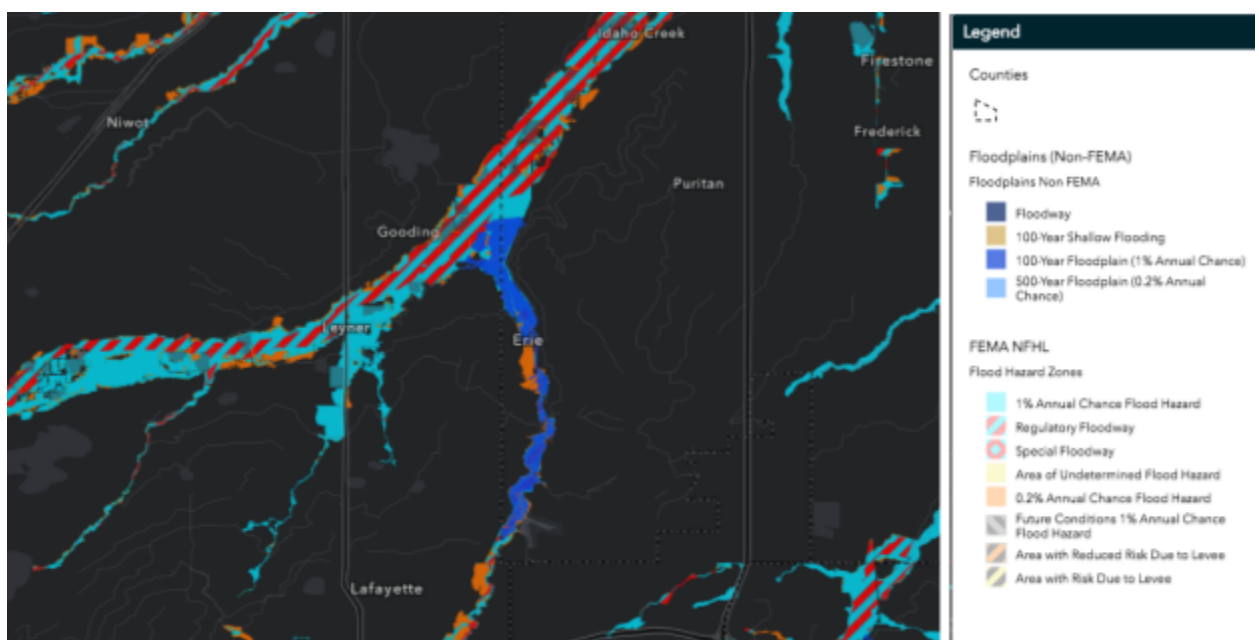 Idaho Creek
Firestone
Niwot
Frederick
Puritan
Gooding
Leyner
Erie
Lafayette
Legend
Counties
Floodplains (Non-FEMA)
Floodplains Non FEMA
Floodway
100-Year Shallow Flooding
100-Year Floodplain (1% Annual Chance)
500-Year Floodplain (0.2% Annual
Chance)
FEMA NFHL
Flood Hazard Zones
1% Annual Chance Flood Hazard
Regulatory Floodway
Special Floodway
Area of Undetermined Flood Hazard
0.2% Annual Chance Flood Hazard
Future Conditions 1% Annual Chance
Flood Hazard
Area with Reduced Risk Due to Levee
Area with Risk Due to Levee